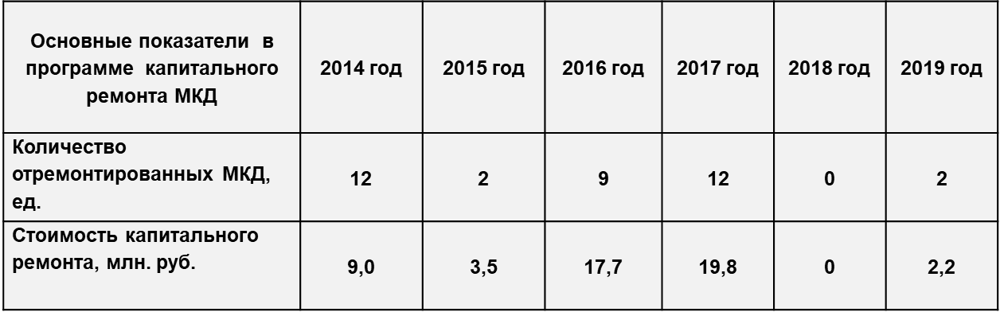 Основные показатели в
программе капитального
ремонта МКД
2014 год
2015 год
2016 год
2017 год
2018 год
2019 год
Количество
отремонтированных МКД,
ед.
12
2
9
12
0
2
Стоимость капитального
ремонта, млн. руб.
9,0
3,5
17,7
19,8
0
2,2